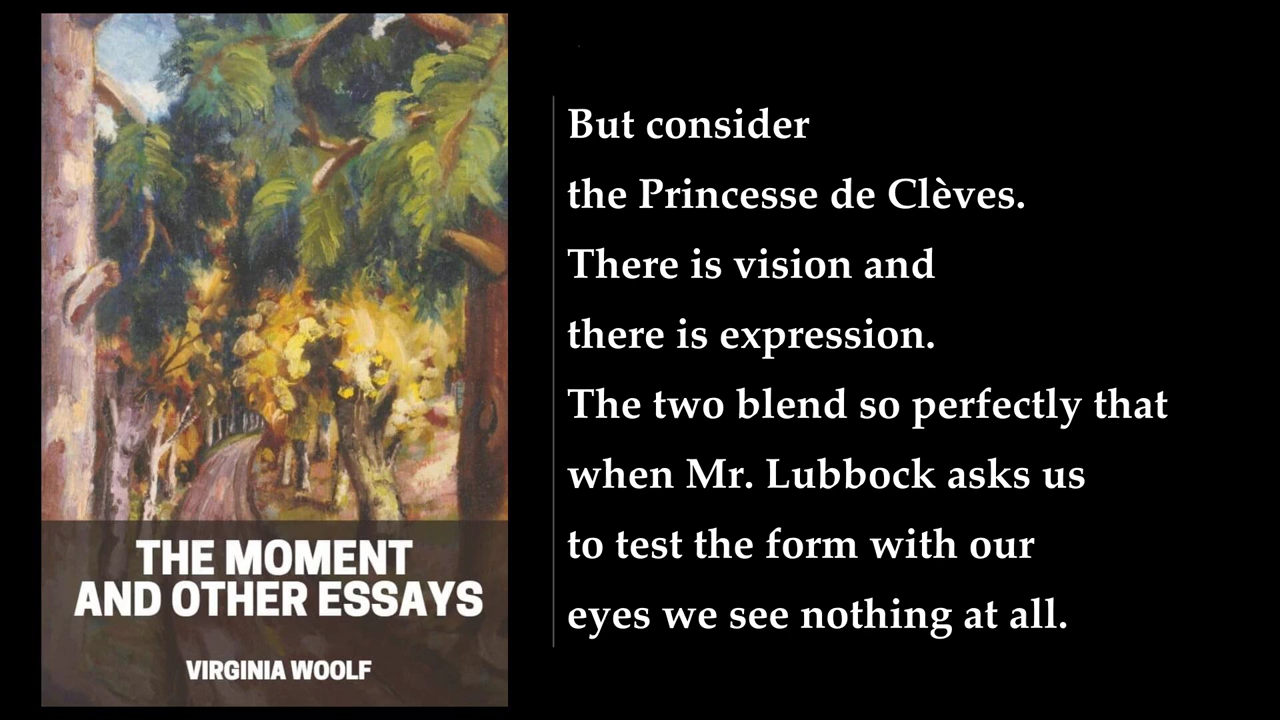 THE MOMENT
AND OTHER ESSAYS
VIRGINIA WOOLF
But consider
the Princesse de Clèves.
There is vision and
there is expression.
The two blend so perfectly that
when Mr. Lubbock asks us
to test the form with our
eyes we see nothing at all.